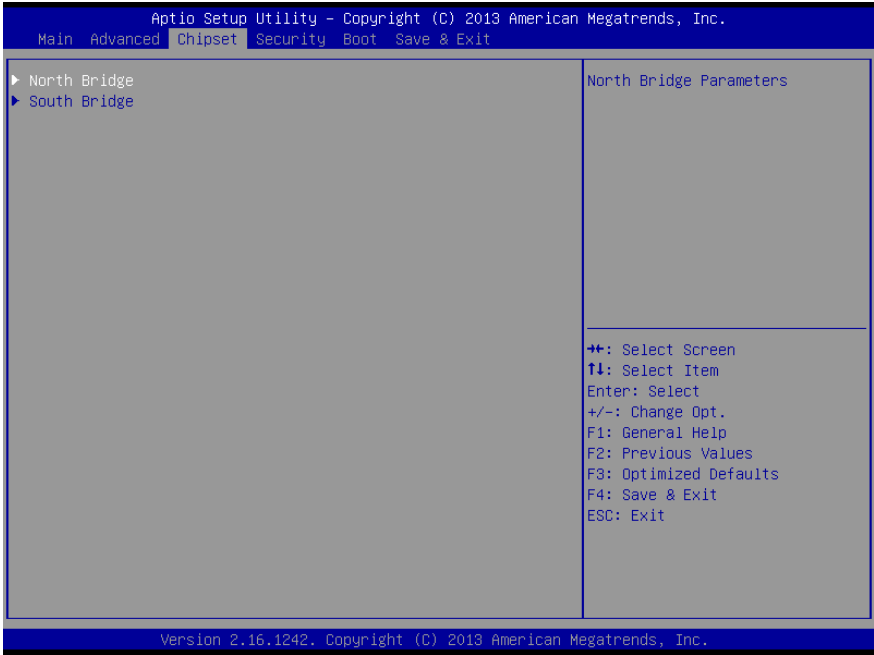 Aptio Setup Utility – Copyright (C) 2013 American Megatrends, Inc.
Main Advanced Chipset Security Boot Save & Exit
▶ North Bridge
▶ South Bridge
North Bridge Parameters
→←: Select Screen
↑↓: Select Item
Enter: Select
+/-: Change Opt.
F1: General Help
F2: Previous Values
F3: Optimized Defaults
F4: Save & Exit
ESC: Exit
Version 2.16.1242. Copyright (C) 2013 American Megatrends, Inc.